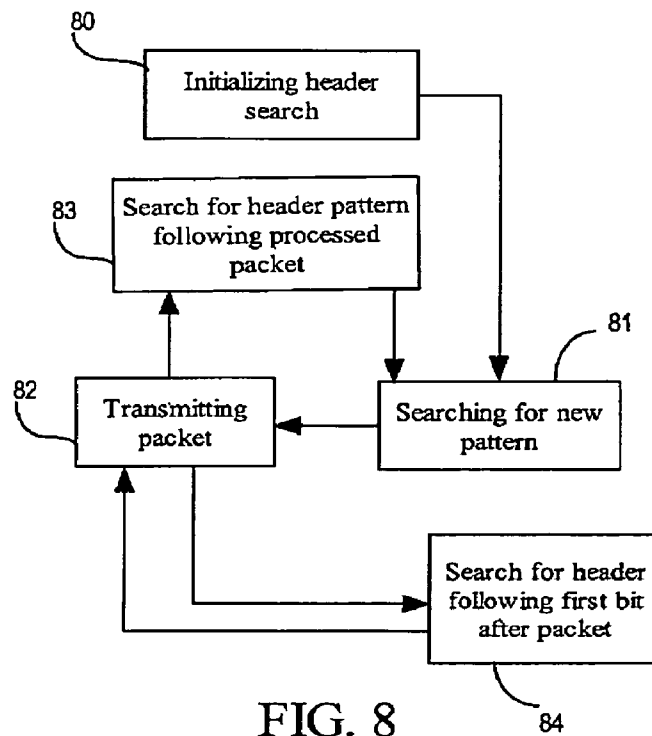 80
Initializing header
search
83
Search for header pattern
following processed
packet
81
82
Transmitting
packet
Searching for new
pattern
Search for header
following first bit
after packet
FIG. 8
84